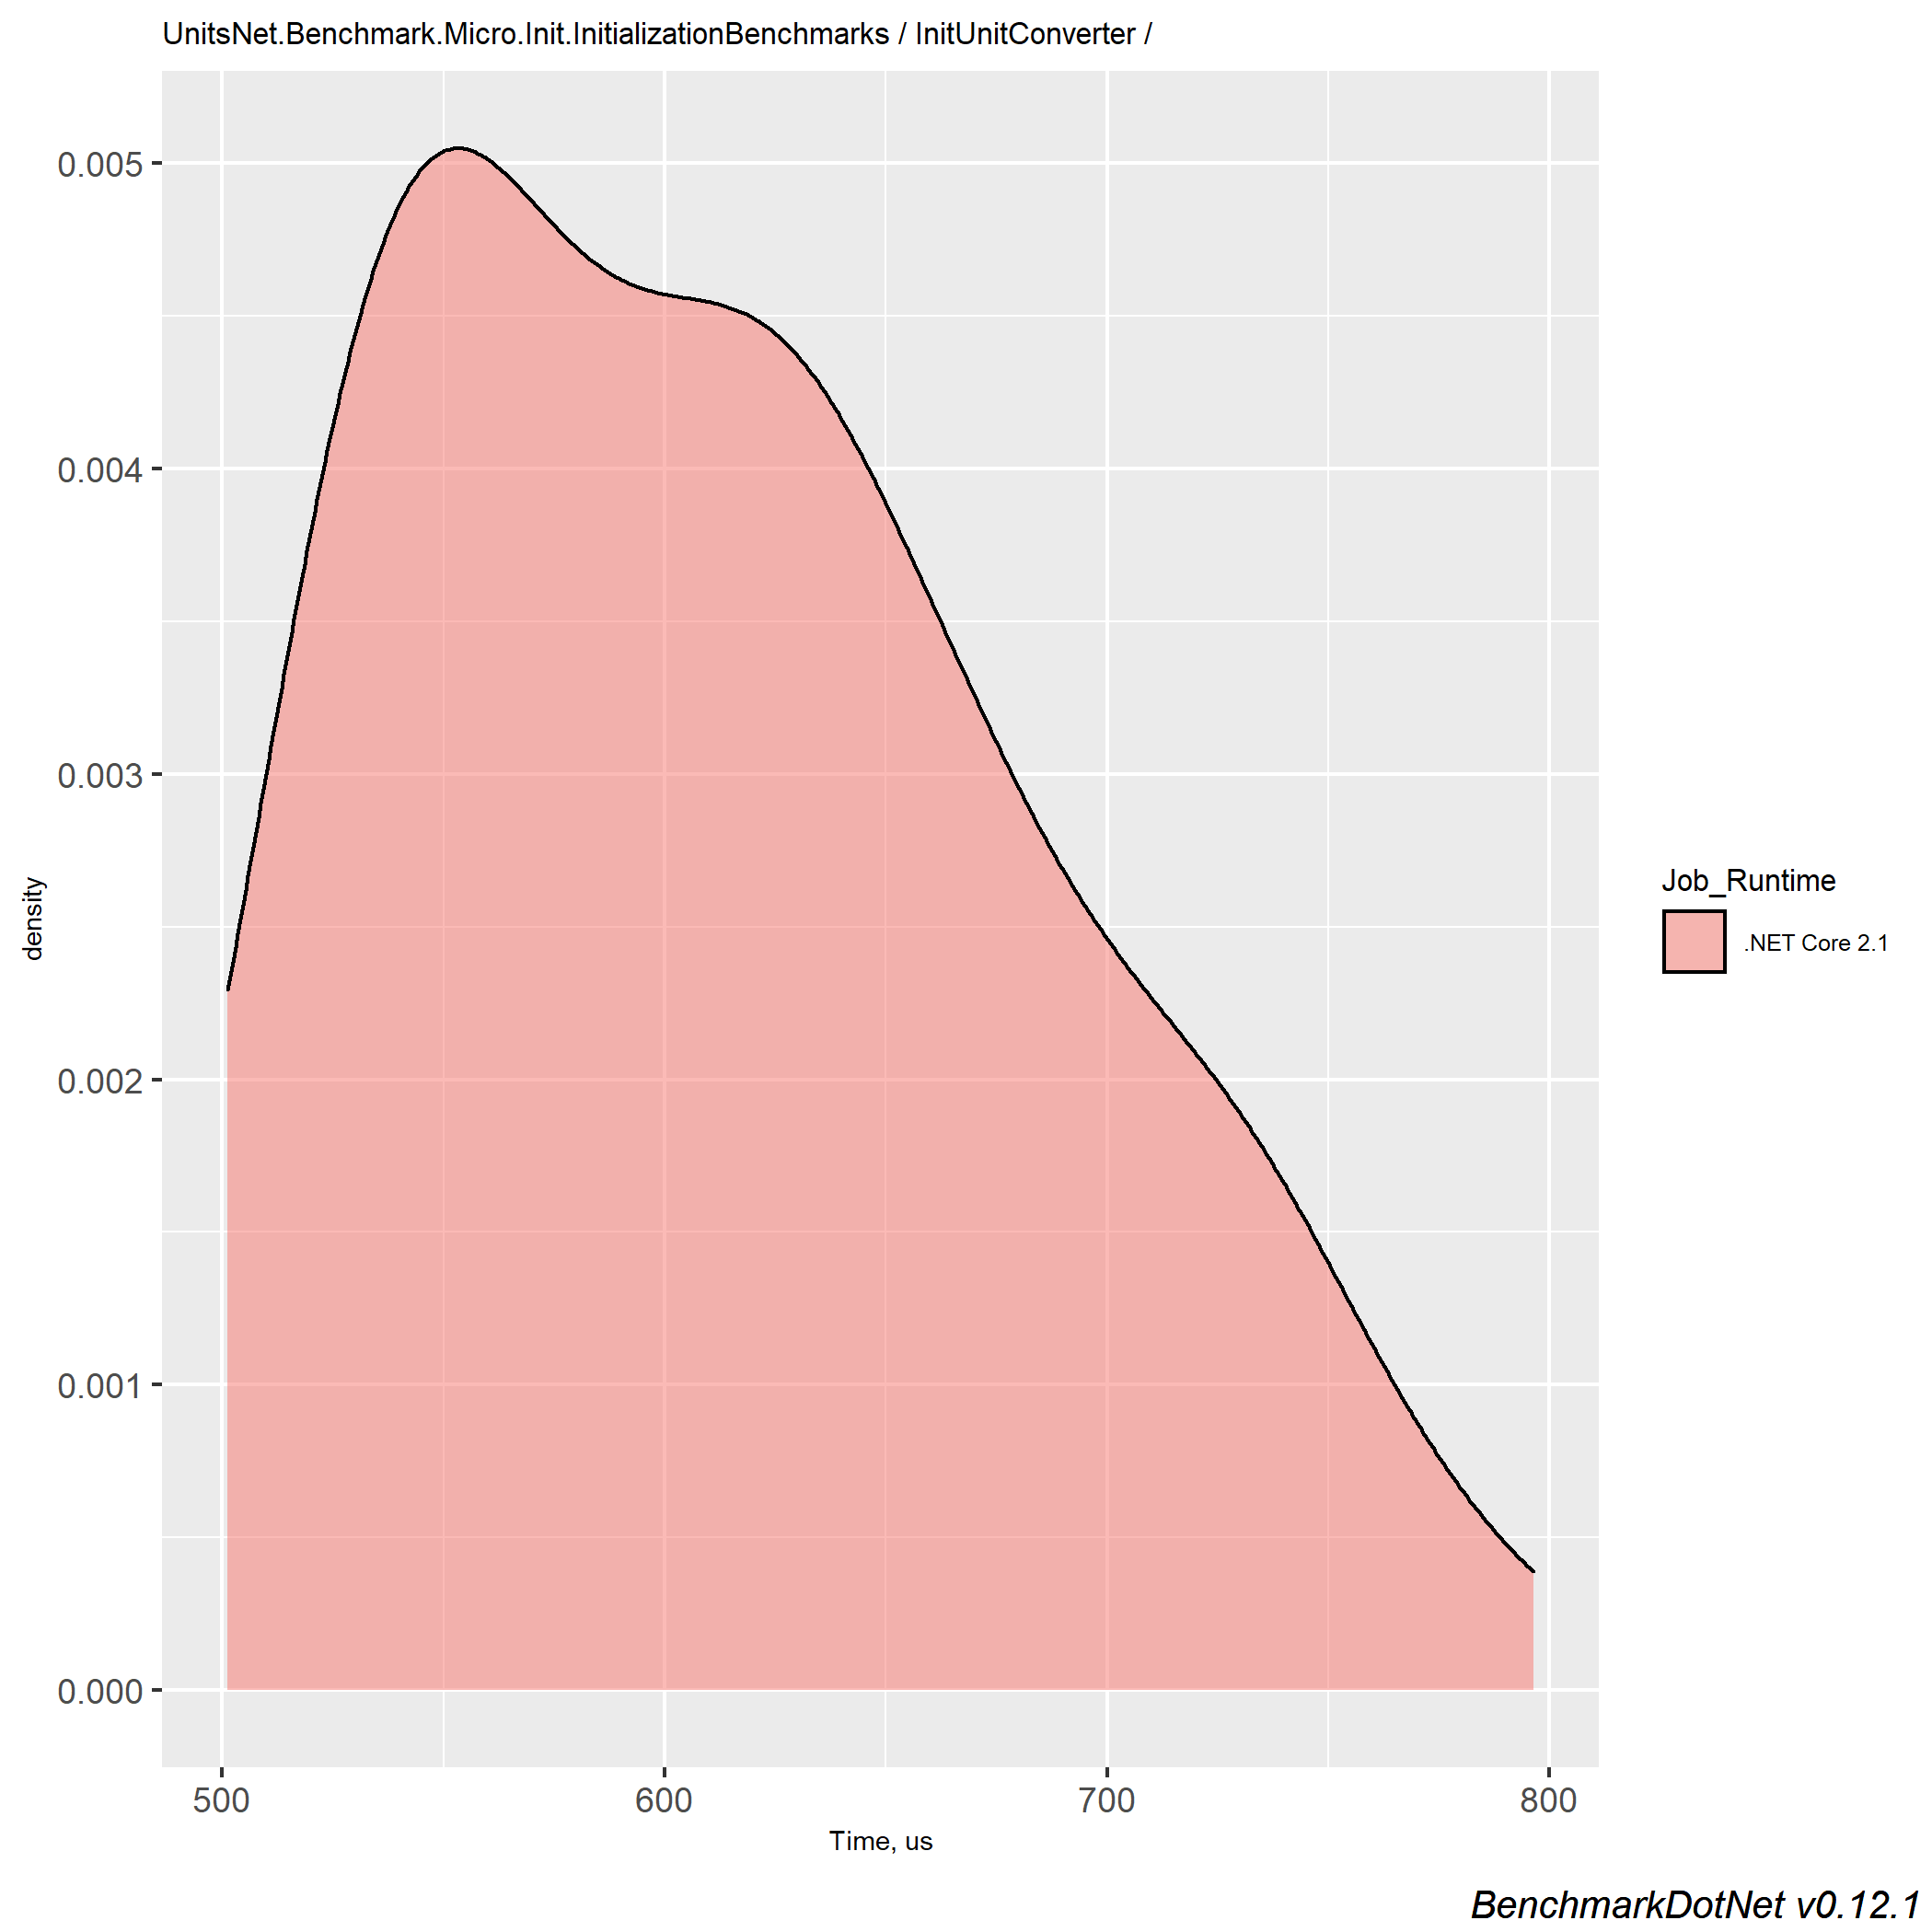 UnitsNet.Benchmark.Micro.Init.InitializationBenchmarks / InitUnitConverter /
0.005
0.004
0.003
0.002
0.001
0.000
density
500 600 700 800
Time, us
Job_Runtime
.NET Core 2.1
BenchmarkDotNet v0.12.1